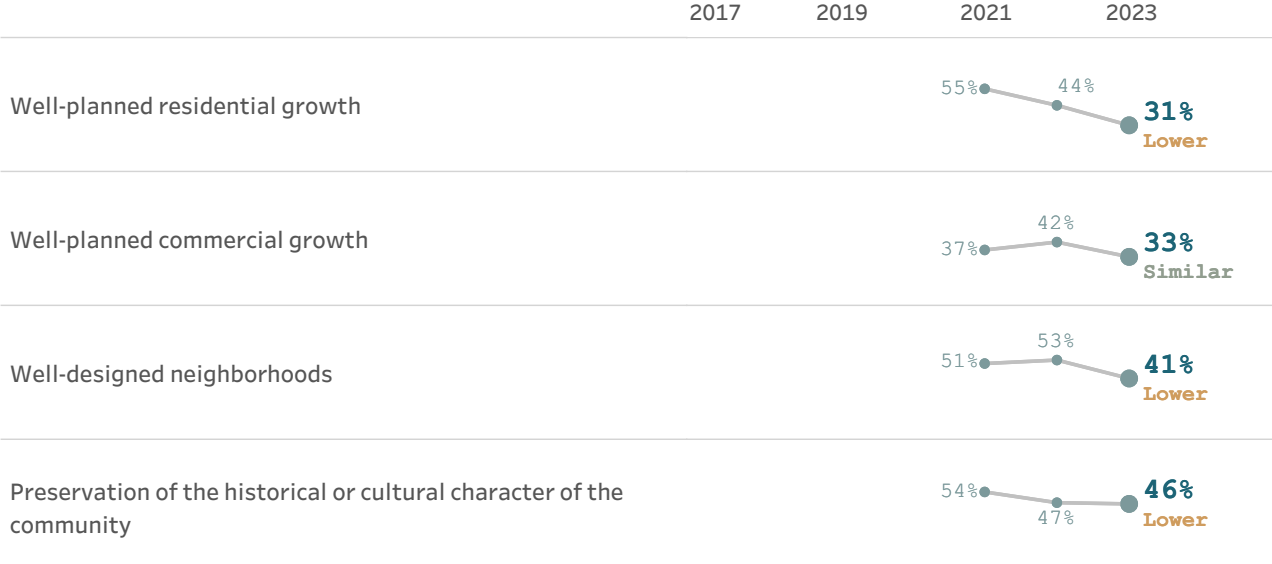 2017 2019 2021 2023
Well-planned residential growth
55% 44% 31%
Lower
Well-planned commercial growth
37% 42% 33%
Similar
Well-designed neighborhoods
51% 53% 41%
Lower
Preservation of the historical or cultural character of the
community
54% 47% 46%
Lower